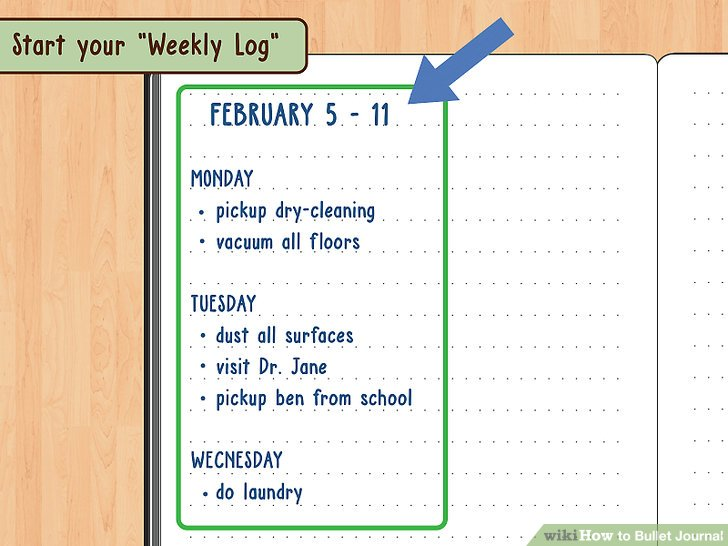 Start your "Weekly Log"
FEBRUARY 5 - 11
MONDAY
• pickup dry-cleaning
• vacuum all floors
TUESDAY
• dust all surfaces
• visit Dr. Jane
• pickup ben from school
WECNESDAY
• do laundry
wikiHow to Bullet Journal